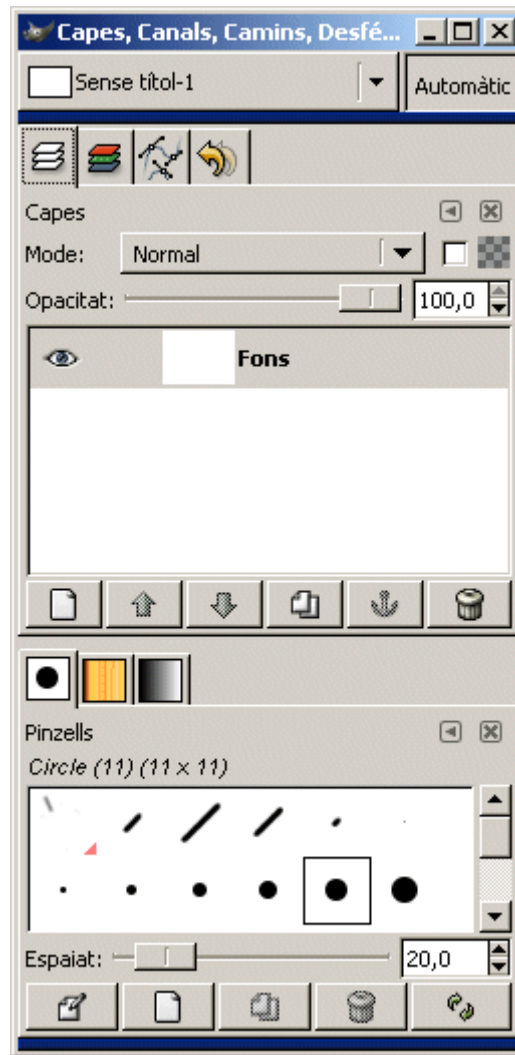 Capes, Canals, Camins, Desfé...
Sense títol-1
Automàtic
Capes
Mode: Normal
Opacitat: 100,0
Fons
Pinzells
Circle (11) (11 x 11)
Espaiat: 20,0